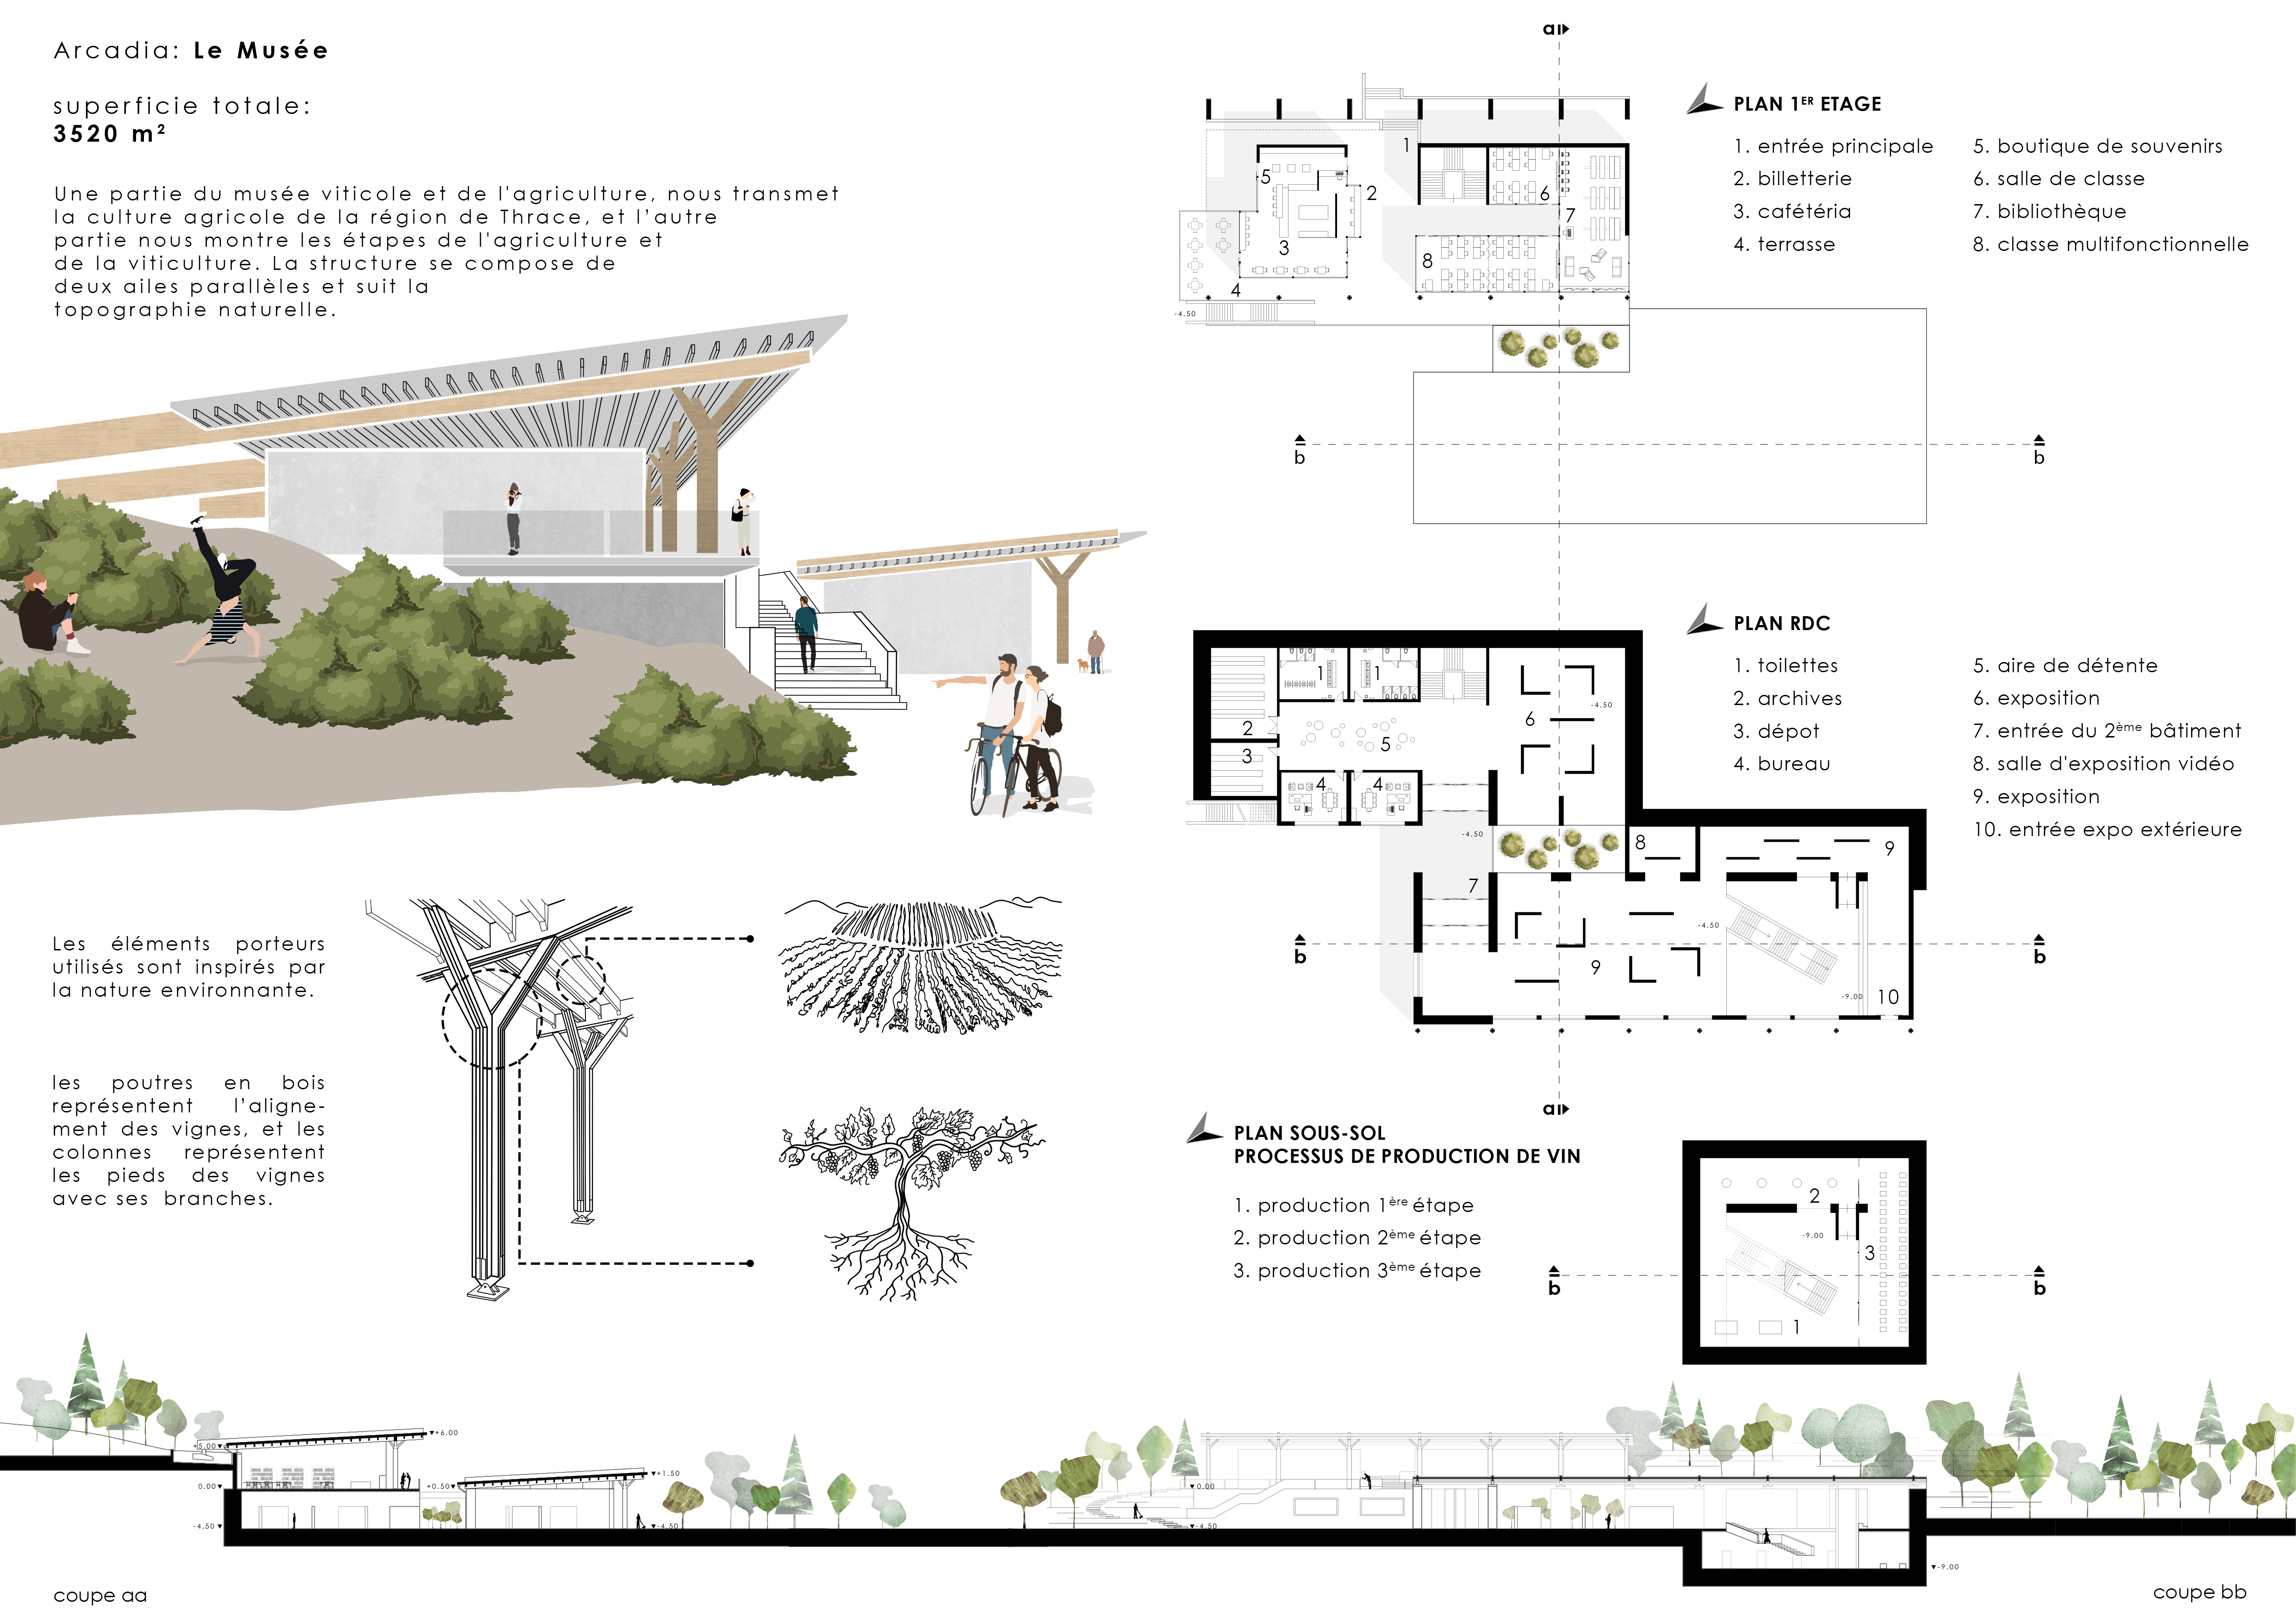 Arcadia: Le Musée
superficie totale:
3520 m²
Une partie du musée viticole et de l'agriculture, nous transmet
la culture agricole de la région de Thrace, et l’autre
partie nous montre les étapes de l'agriculture et
de la viticulture. La structure se compose de
deux ailes parallèles et suit la
topographie naturelle.
Les éléments porteurs
utilisés sont inspirés par
la nature environnante.
les poutres en bois
représentent l’aligne-
ment des vignes, et les
colonnes représentent
les pieds des vignes
avec ses branches.
a
PLAN 1ER ETAGE
1. entrée principale
2. billetterie
3. cafétéria
4. terrasse
5. boutique de souvenirs
6. salle de classe
7. bibliothèque
8. classe multifonctionnelle
1
5
2
6
7
3
8
4
-4.50
b
b
PLAN RDC
1. toilettes
2. archives
3. dépot
4. bureau
5. aire de détente
6. exposition
7. entrée du 2ème bâtiment
8. salle d'exposition vidéo
9. exposition
10. entrée expo extérieure
1
1
-4.50
6
2
5
3
4
4
-4.50
8
9
7
-4.50
b
b
9
-9.00
10
a
PLAN SOUS-SOL
PROCESSUS DE PRODUCTION DE VIN
1. production 1ère étape
2. production 2ème étape
3. production 3ème étape
2
-9.00
3
b
b
1
+5.00
+6.00
0.00
+0.50
+1.50
-4.50
-4.50
0.00
-4.50
-9.00
coupe aa
coupe bb